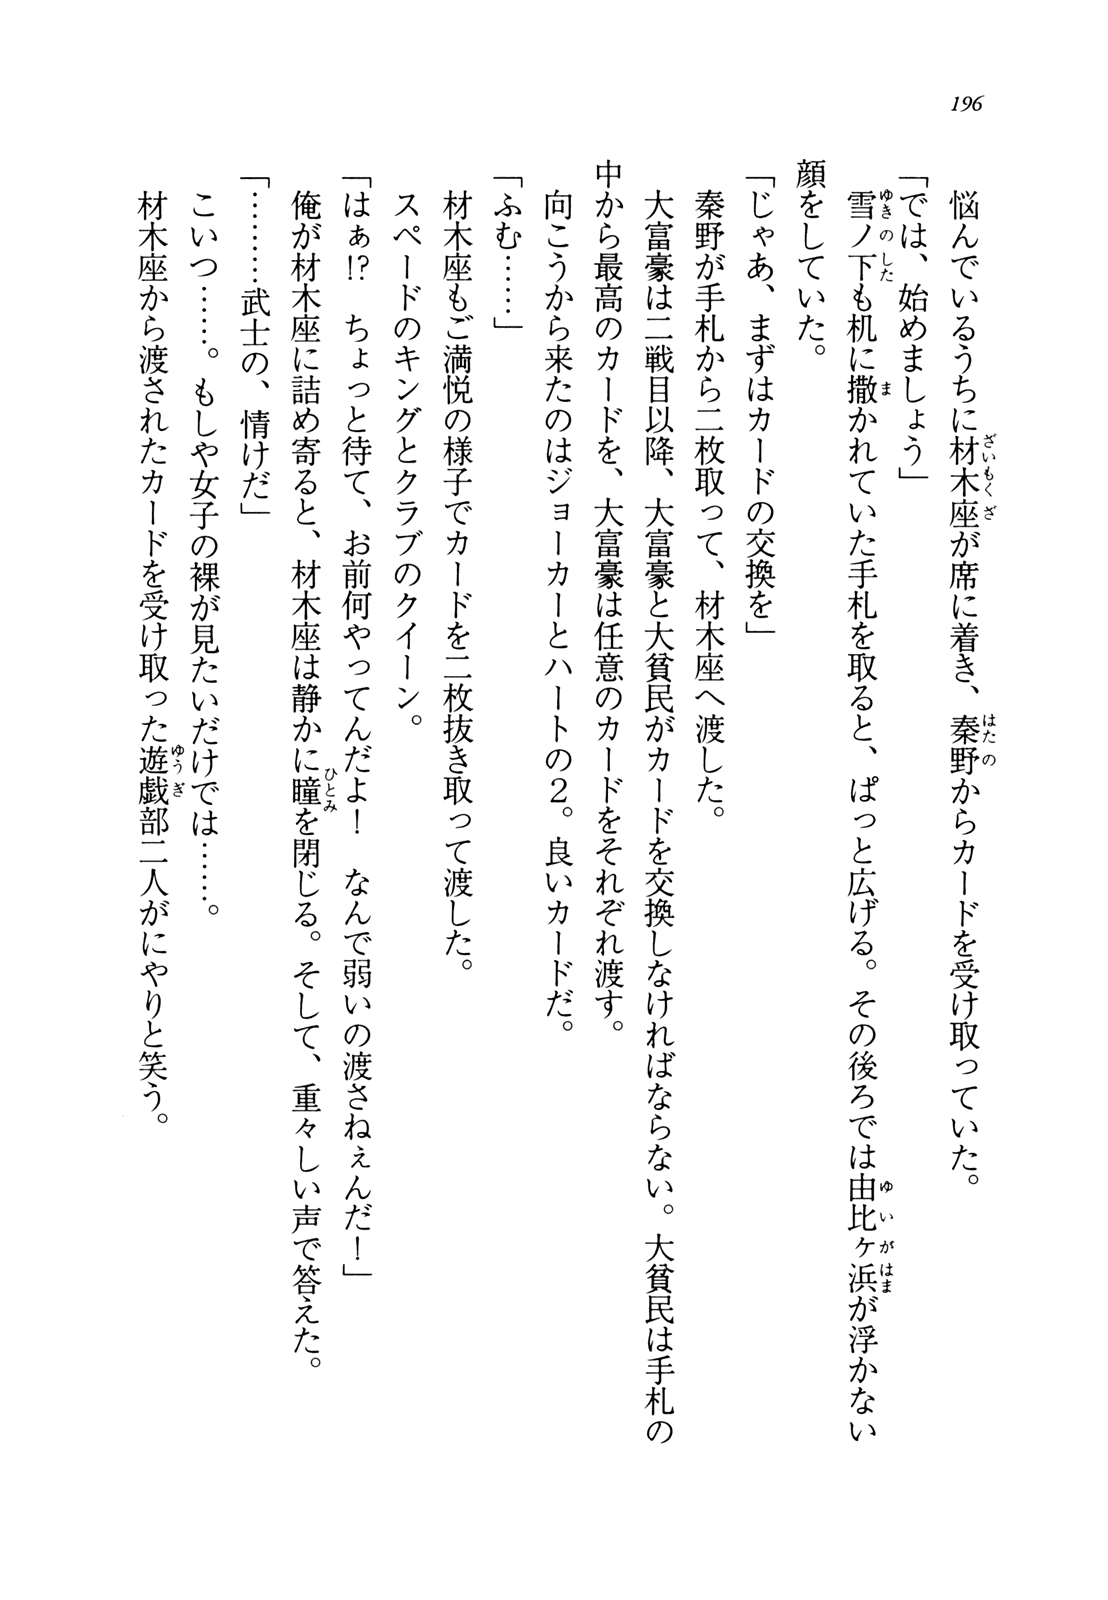 196
悩んでいるうちに材木座が席に着き、秦野からカードを受け取っていた。
「では、始めましょう」
雪ノ下も机に撒かれていた手札を取ると、ぱっと広げる。その後ろでは由比ヶ浜が浮かない
顔をしていた。
「じゃあ、まずはカードの交換を」
秦野が手札から二枚取って、材木座へ渡した。
大富豪は二戦目以降、大富豪と大貧民がカードを交換しなければならない。大貧民は手札の
中から最高のカードを、大富豪は任意のカードをそれぞれ渡す。
向こうから来たのはジョーカーとハートの2。良いカードだ。
「ふむ……」
材木座もご満悦の様子でカードを二枚抜き取って渡した。
スペードのキングとクラブのクイーン。
「はぁ!?　ちょっと待て、お前何やってんだよ！　なんで弱いの渡さねぇんだ！」
俺が材木座に詰め寄ると、材木座は静かに瞳を閉じる。そして、重々しい声で答えた。
「………武士の、情けだ」
こいつ……。もしや女子の裸が見たいだけでは……。
材木座から渡されたカードを受け取った遊戯部二人がにやりと笑う。